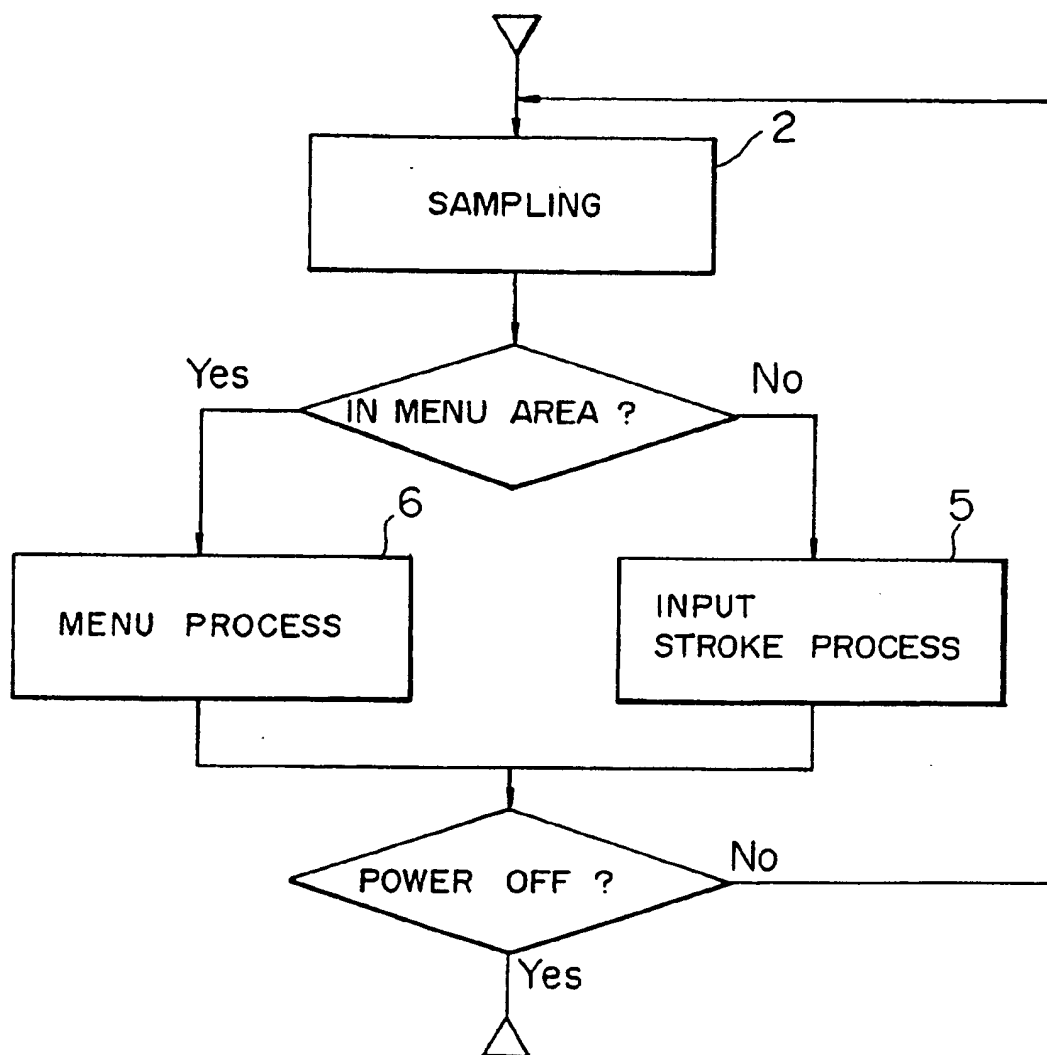 2
SAMPLING
Yes
No
IN MENU AREA ?
6
5
MENU PROCESS
INPUT
STROKE PROCESS
POWER OFF ?
No
Yes